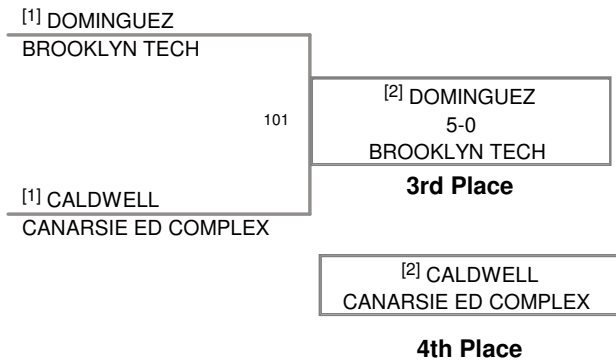 [1] DOMINGUEZ
BROOKLYN TECH
101
[2] DOMINGUEZ
5-0
BROOKLYN TECH
3rd Place
[1] CALDWELL
CANARSIE ED COMPLEX
[2] CALDWELL
CANARSIE ED COMPLEX
4th Place